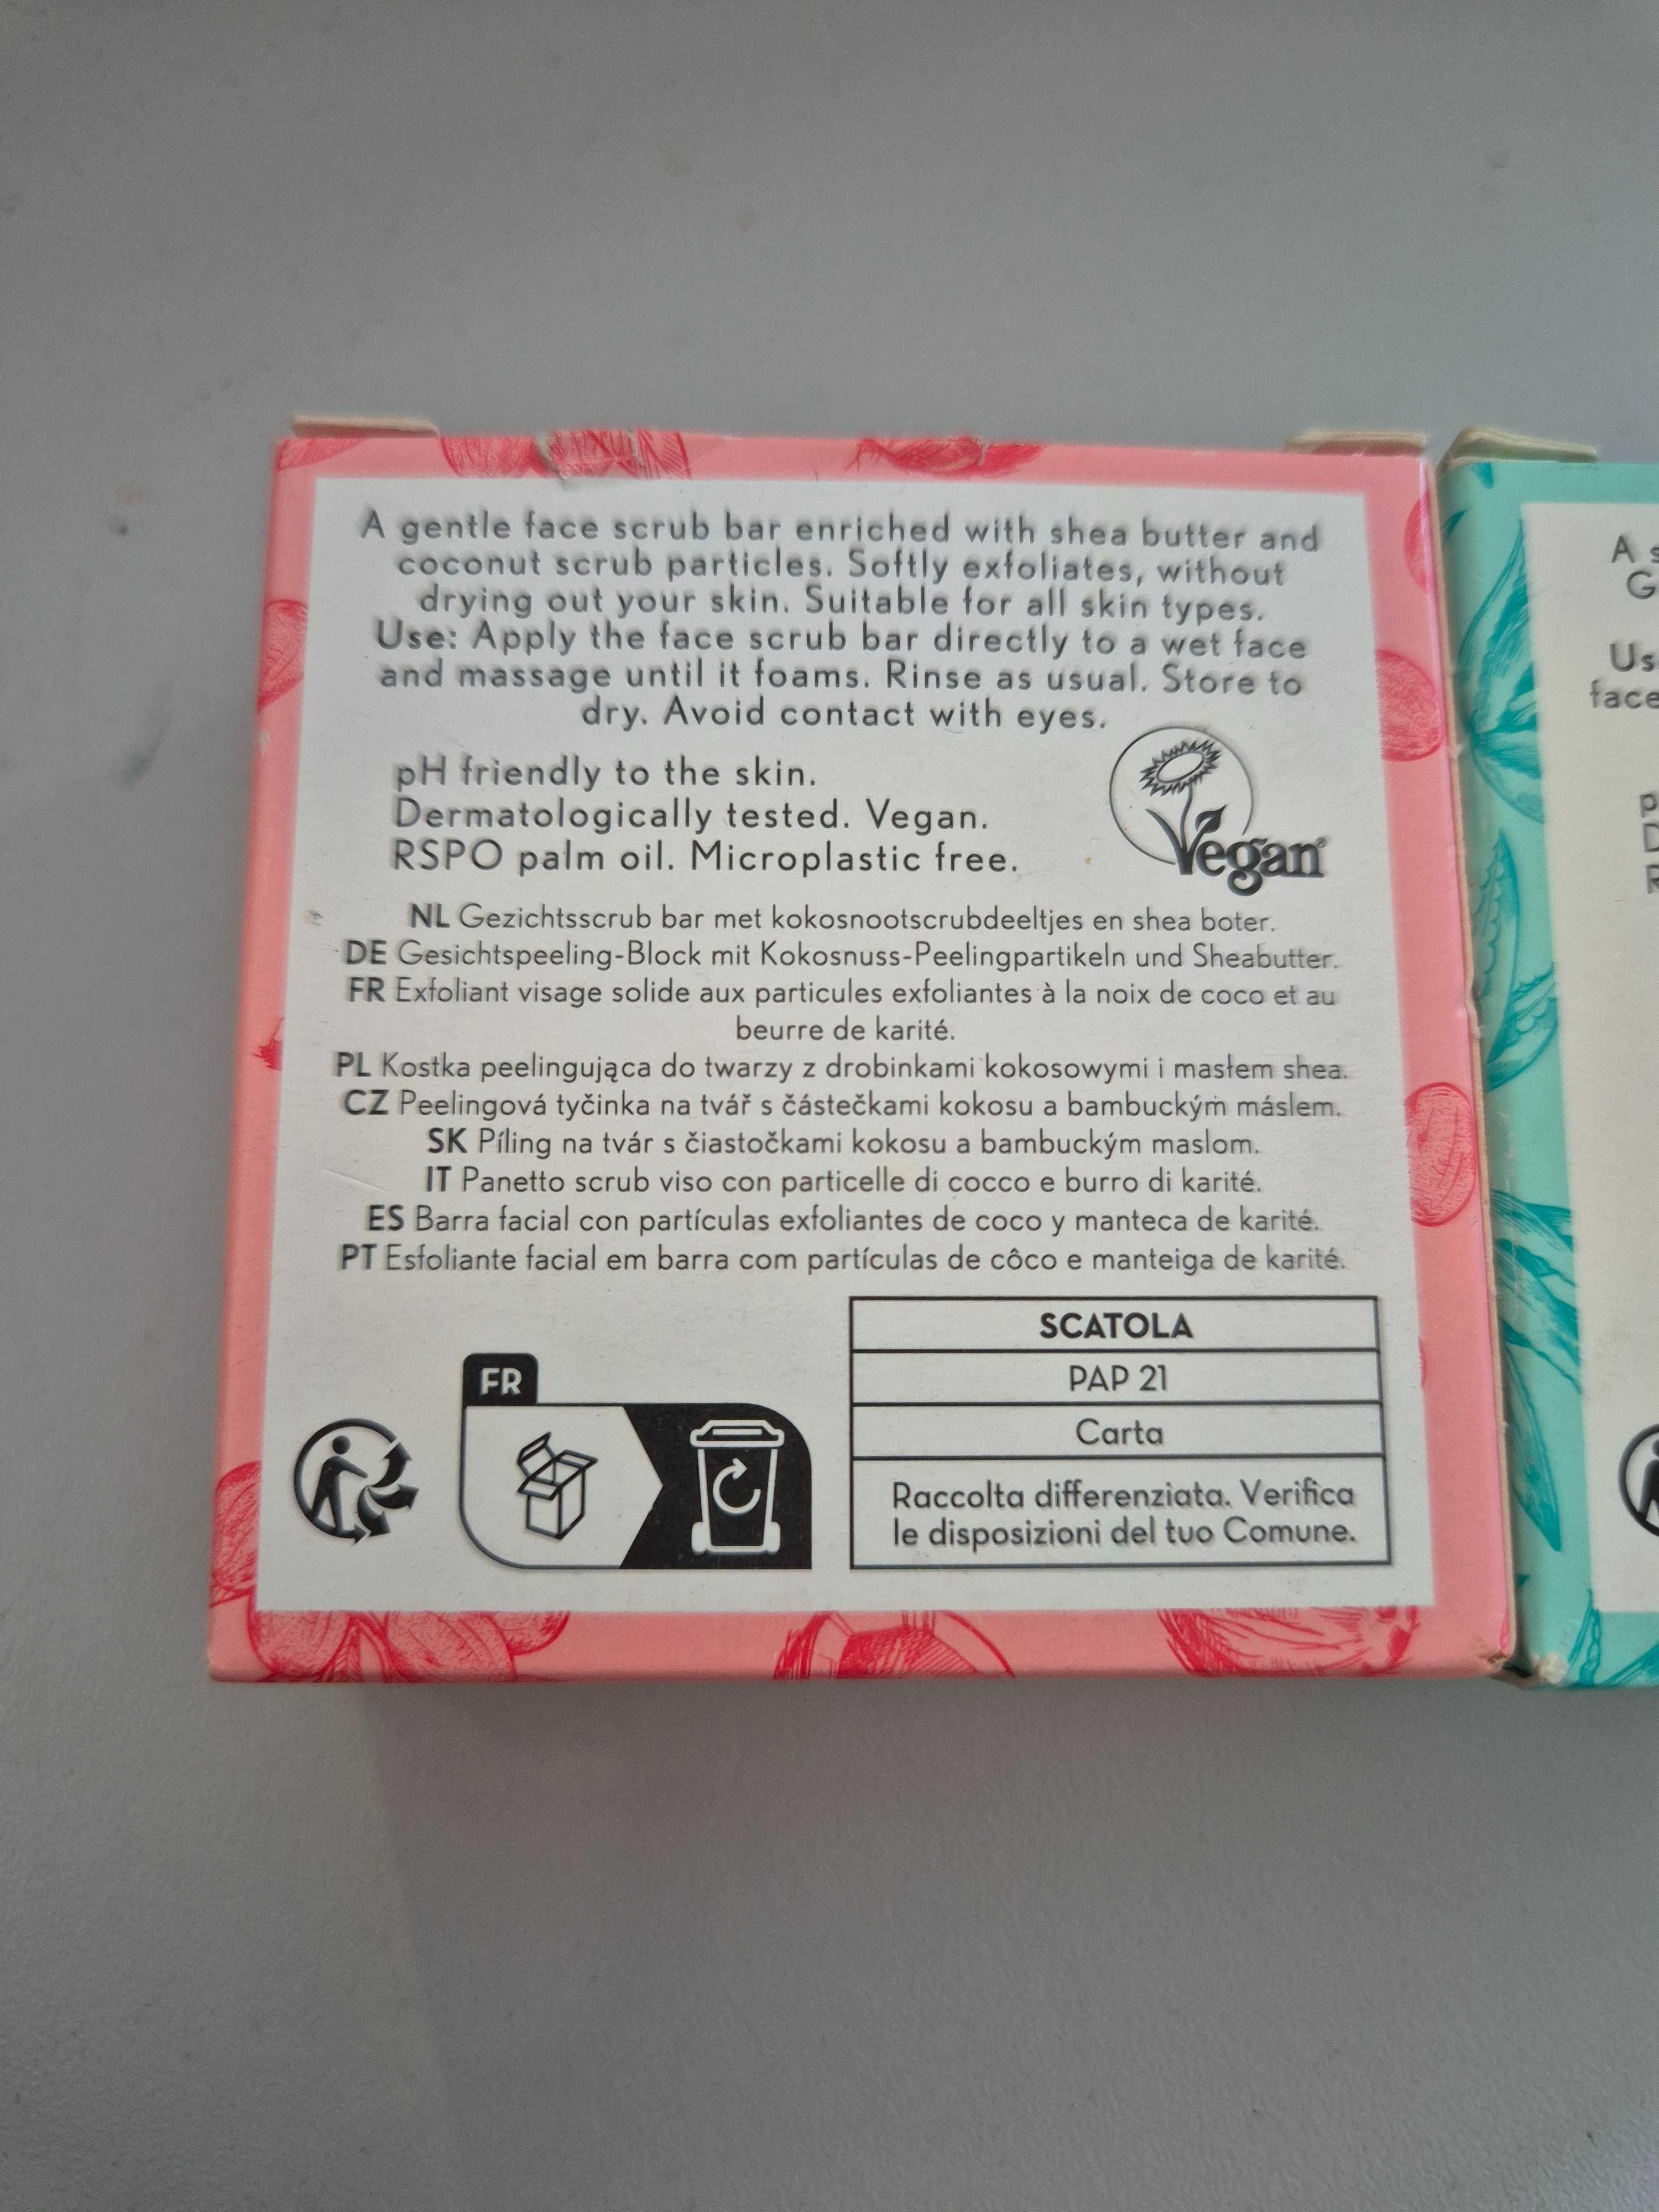 A gentle face scrub bar enriched with shea butter and
coconut scrub particles. Softly exfoliates, without
drying out your skin. Suitable for all skin types.
Use: Apply the face scrub bar directly to a wet face
and massage until it foams. Rinse as usual. Store to
dry. Avoid contact with eyes.
pH friendly to the skin.
Dermatologically tested. Vegan.
RSPO palm oil. Microplastic free.
Vegan
NL Gezichtsscrub bar met kokosnootscrubdeeltjes en shea boter.
DE Gesichtspeeling-Block mit Kokosnuss-Peelingpartikeln und Sheabutter.
FR Exfoliant visage solide aux particules exfoliantes à la noix de coco et au
beurre de karité.
PL Kostka peelingująca do twarzy z drobinkami kokosowymi i masłem shea.
CZ Peelingová tyčinka na tvář s částečkami kokosu a bambuckým máslem.
SK Píling na tvár s čiastočkami kokosu a bambuckým maslom.
IT Panetto scrub viso con particelle di cocco e burro di karité.
ES Barra facial con partículas exfoliantes de coco y manteca de karité.
PT Esfoliante facial em barra com partículas de côco e manteiga de karité.
FR
SCATOLA
PAP 21
Carta
Raccolta differenziata. Verifica
le disposizioni del tuo Comune.
A
face